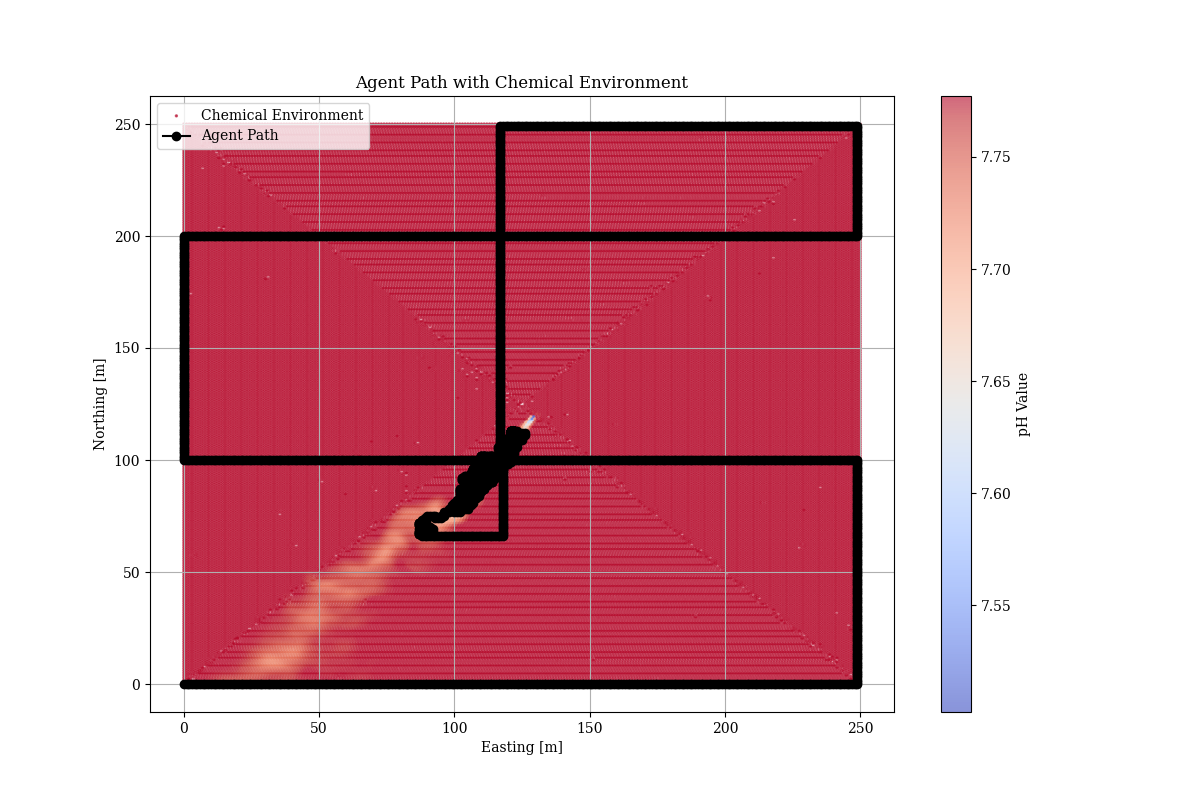 Agent Path with Chemical Environment
Chemical Environment
Agent Path
250
200
150
100
50
0
Northing [m]
0 50 100 150 200 250
Easting [m]
7.75
7.70
7.65
7.60
7.55
pH Value